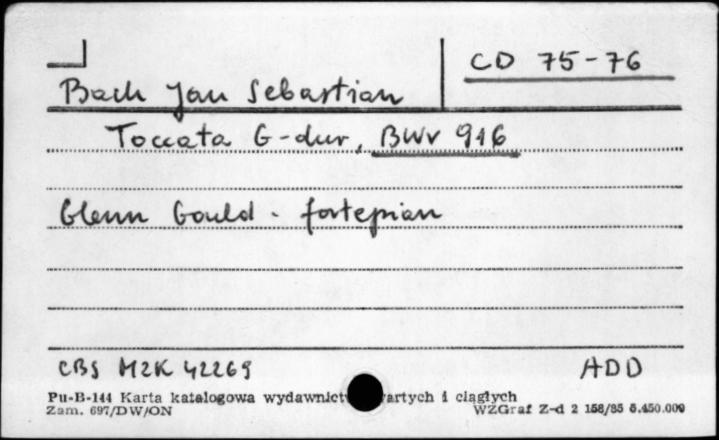 CD 75-76
Bach Jan Sebastian
Toccata G-dur, BWV 916
Glenn Gould - fortepian
CBS M2K 42269 ADD
Pu-B-144 Karta katalogowa wydawnict artych i ciągłych
Zam. 697/DW/ON WZGraf Z-d 2 158/85 5.450.000